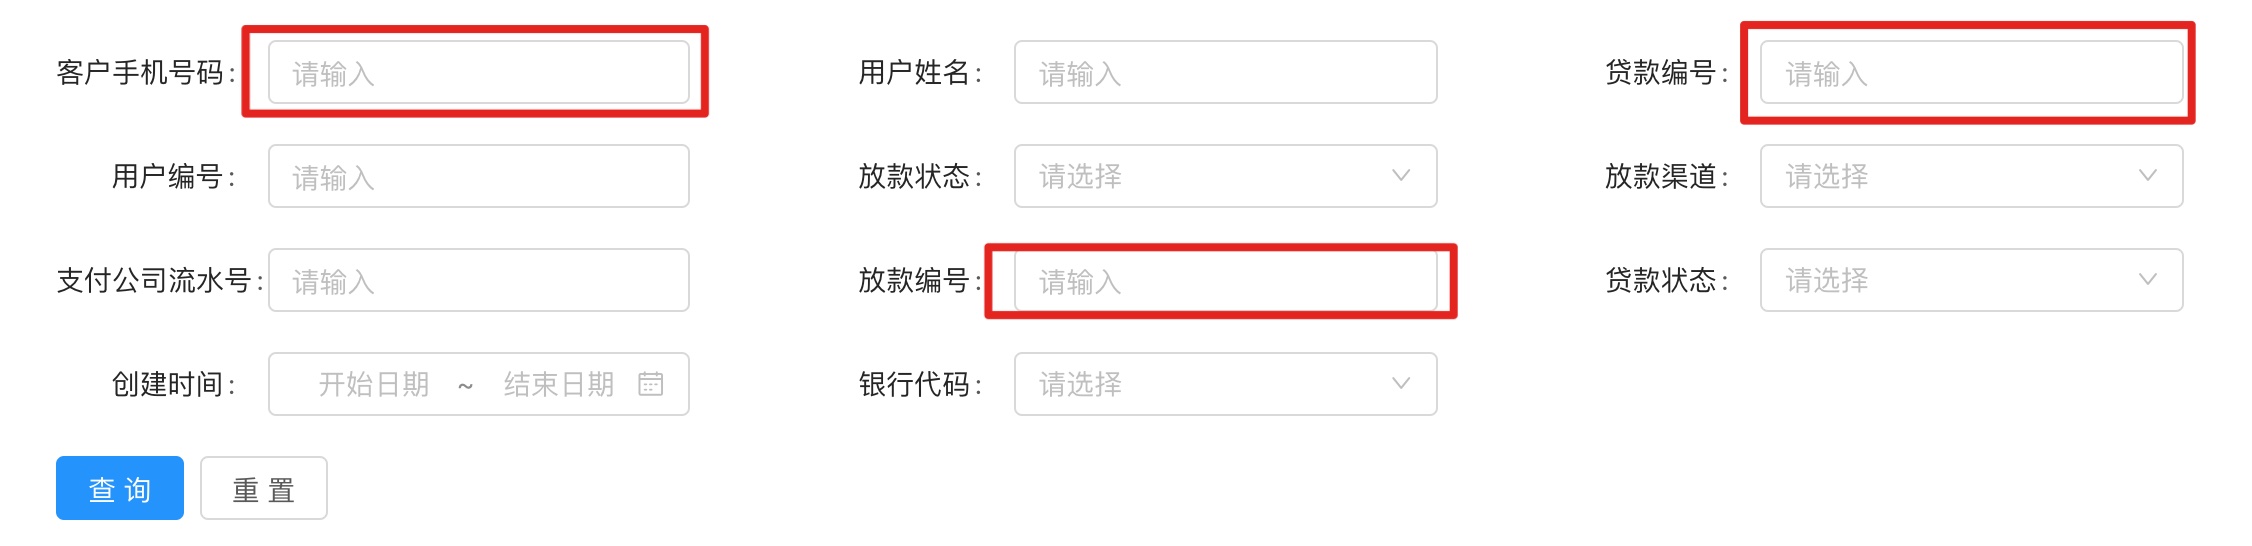 客户手机号码: 请输入 用户姓名: 请输入 贷款编号: 请输入
用户编号: 请输入 放款状态: 请选择 放款渠道: 请选择
支付公司流水号: 请输入 放款编号: 请输入 贷款状态: 请选择
创建时间: 开始日期 ~ 结束日期 银行代码: 请选择
查询 重置